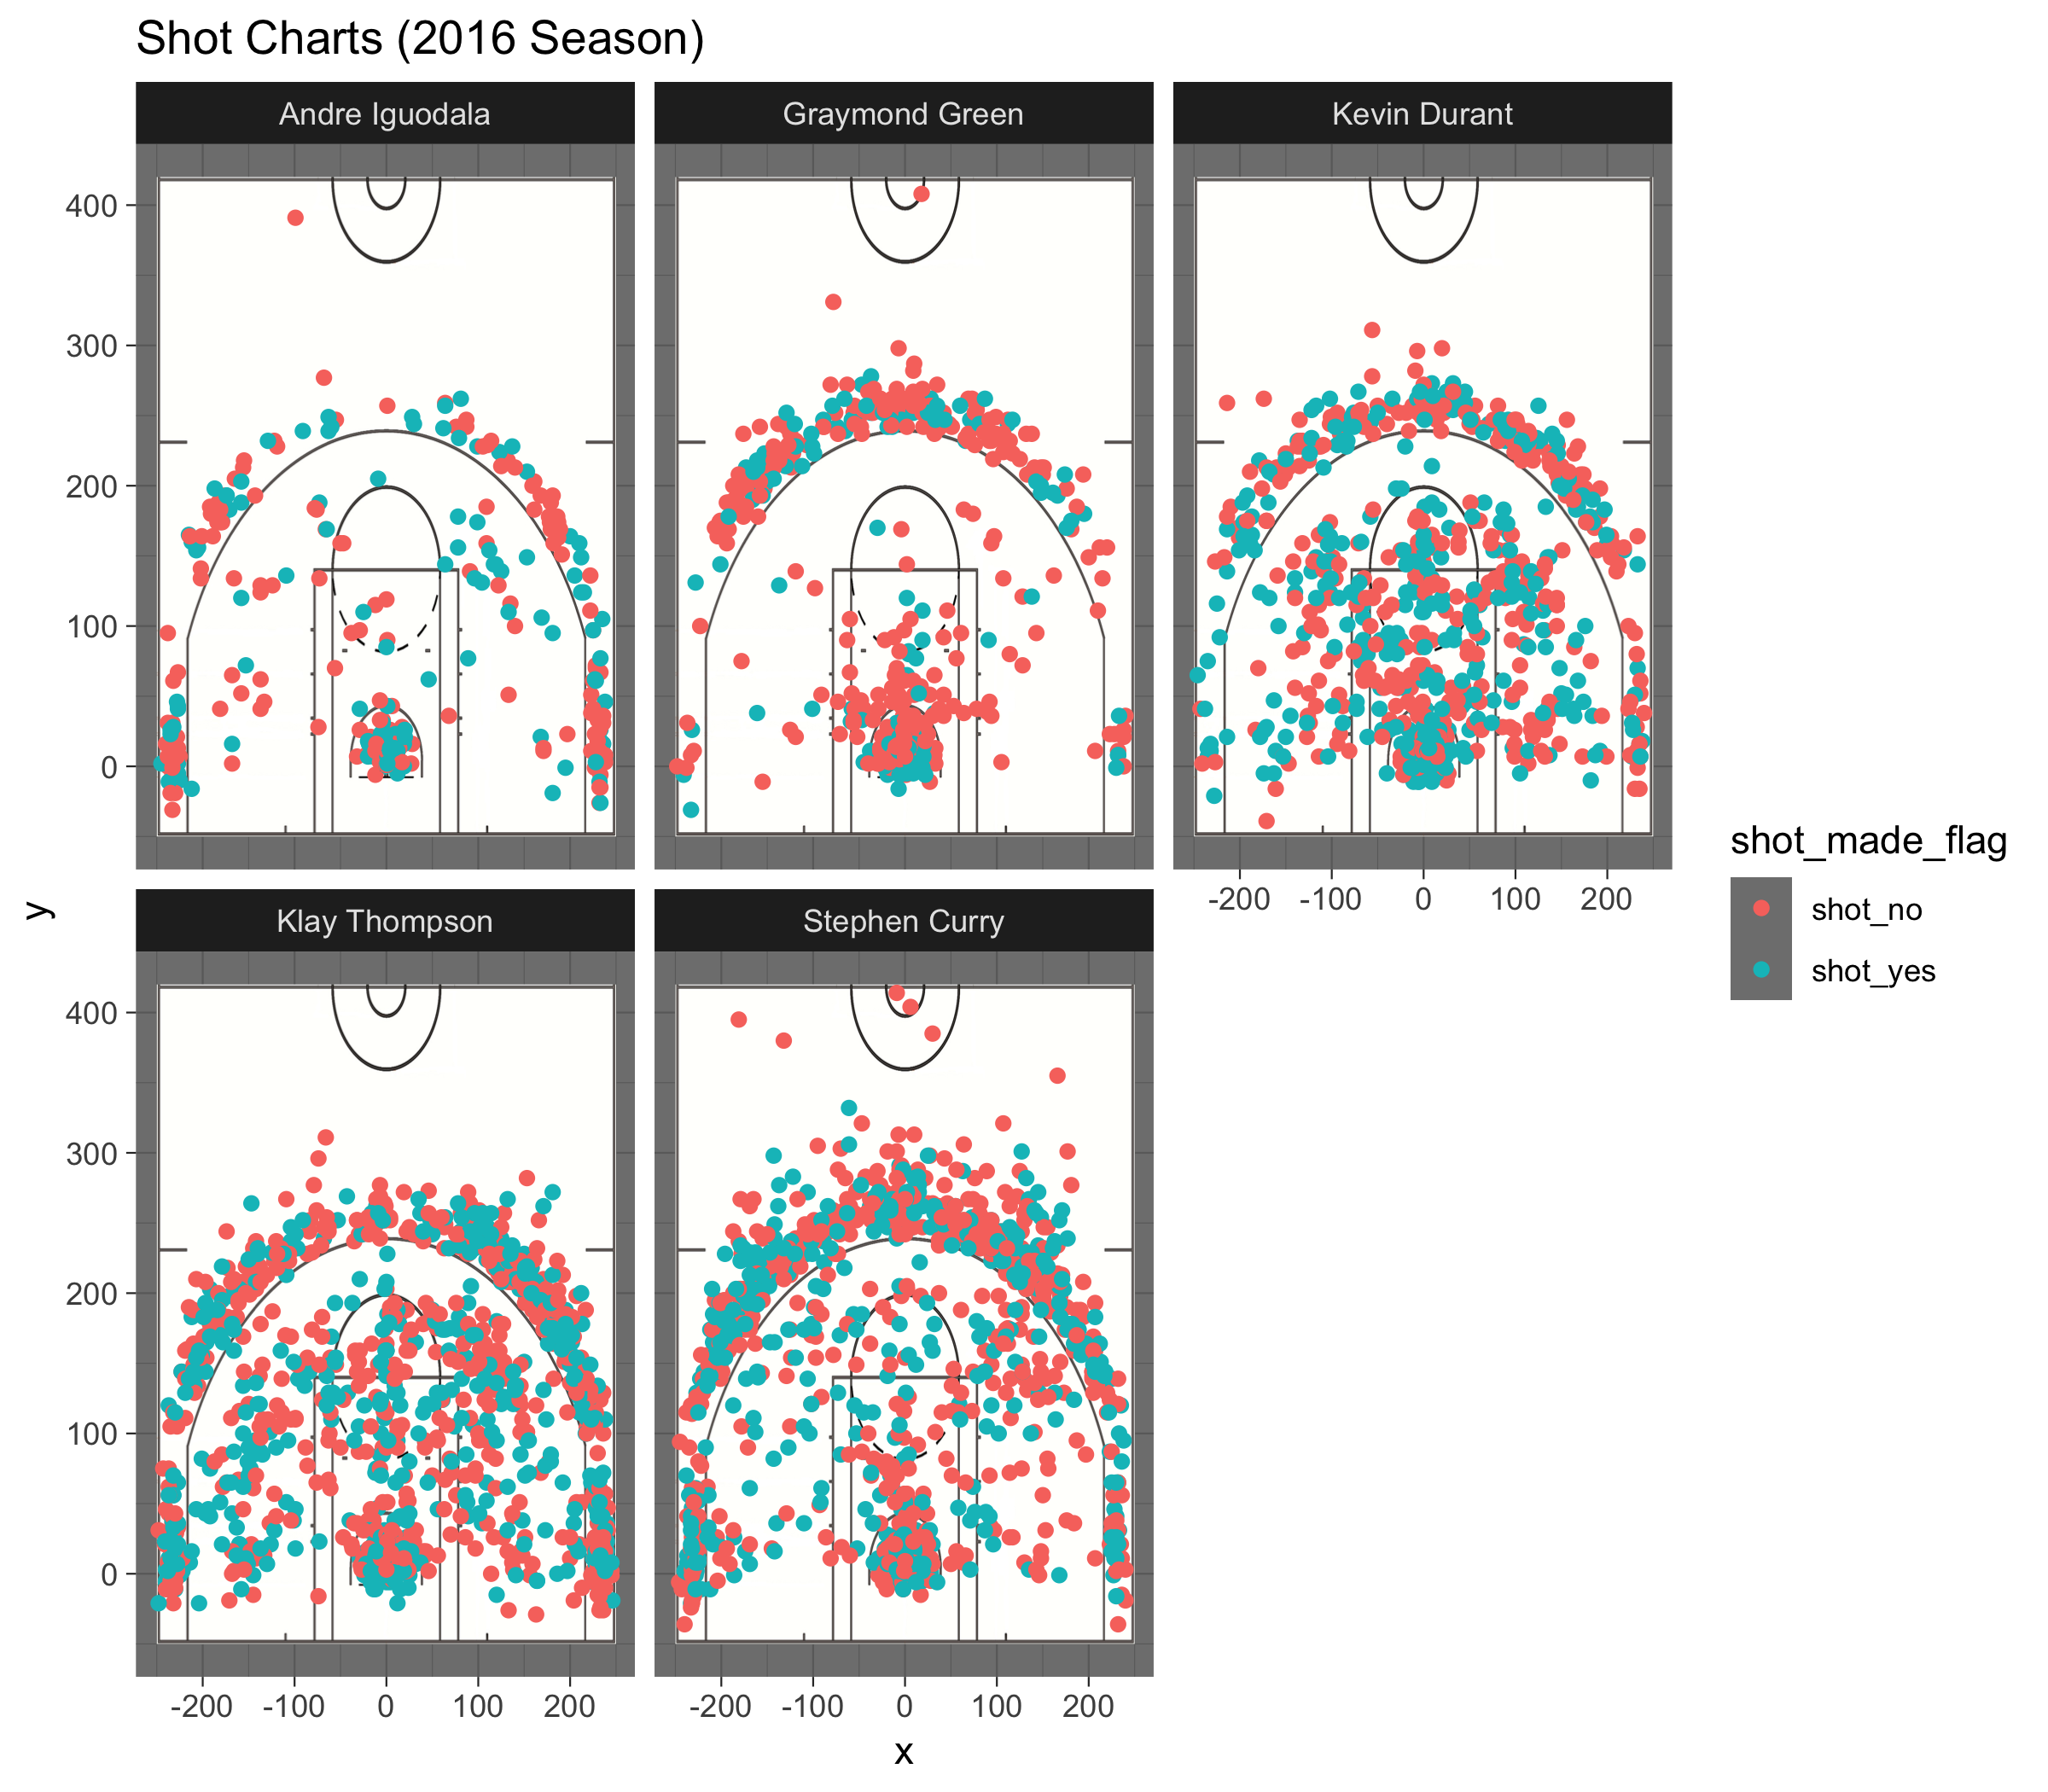 Shot Charts (2016 Season)
Andre Iguodala
Graymond Green
Kevin Durant
400
300
200
100
0
-200 -100 0 100 200
y
shot_made_flag
shot_no
shot_yes
Klay Thompson
Stephen Curry
400
300
200
100
0
-200 -100 0 100 200
-200 -100 0 100 200
x